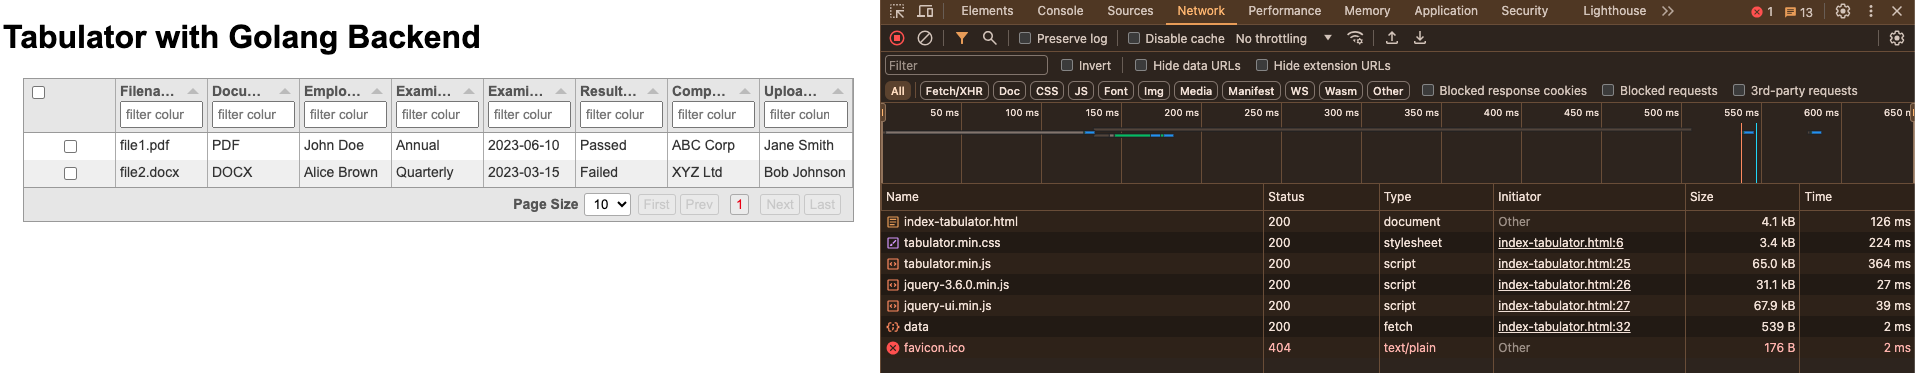 Tabulator with Golang Backend
Filena... Docu... Emplo... Exami... Exami... Result... Comp... Uploa...
filter colur filter colur filter colur filter colur filter colur filter colur filter colur filter colun
file1.pdf PDF John Doe Annual 2023-06-10 Passed ABC Corp Jane Smith
file2.docx DOCX Alice Brown Quarterly 2023-03-15 Failed XYZ Ltd Bob Johnson
Page Size 10 First Prev 1 Next Last
Elements Console Sources Network Performance Memory Application Security Lighthouse 1 13
Preserve log Disable cache No throttling
Filter Invert Hide data URLs Hide extension URLs
All Fetch/XHR Doc CSS JS Font Img Media Manifest WS Wasm Other Blocked response cookies Blocked requests 3rd-party requests
50 ms 100 ms 150 ms 200 ms 250 ms 300 ms 350 ms 400 ms 450 ms 500 ms 550 ms 600 ms 650
Name Status Type Initiator Size Time
index-tabulator.html 200 document Other 4.1 kB 126 ms
tabulator.min.css 200 stylesheet index-tabulator.html:6 3.4 kB 224 ms
tabulator.min.js 200 script index-tabulator.html:25 65.0 kB 364 ms
jquery-3.6.0.min.js 200 script index-tabulator.html:26 31.1 kB 27 ms
jquery-ui.min.js 200 script index-tabulator.html:27 67.9 kB 39 ms
data 200 fetch index-tabulator.html:32 539 B 2 ms
favicon.ico 404 text/plain Other 176 B 2 ms